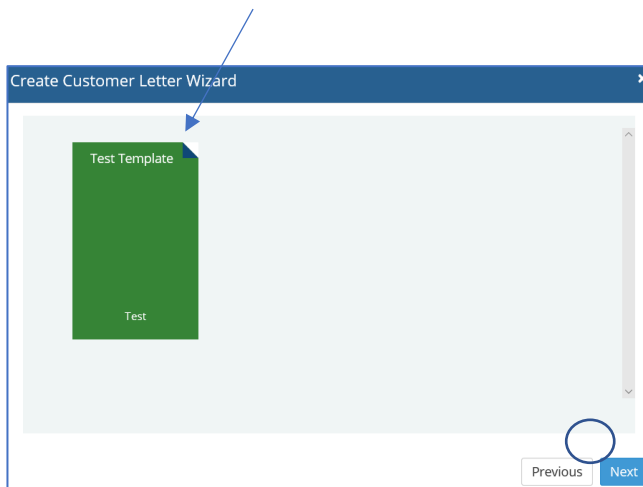 Create Customer Letter Wizard
Test Template
Test
Previous
Next